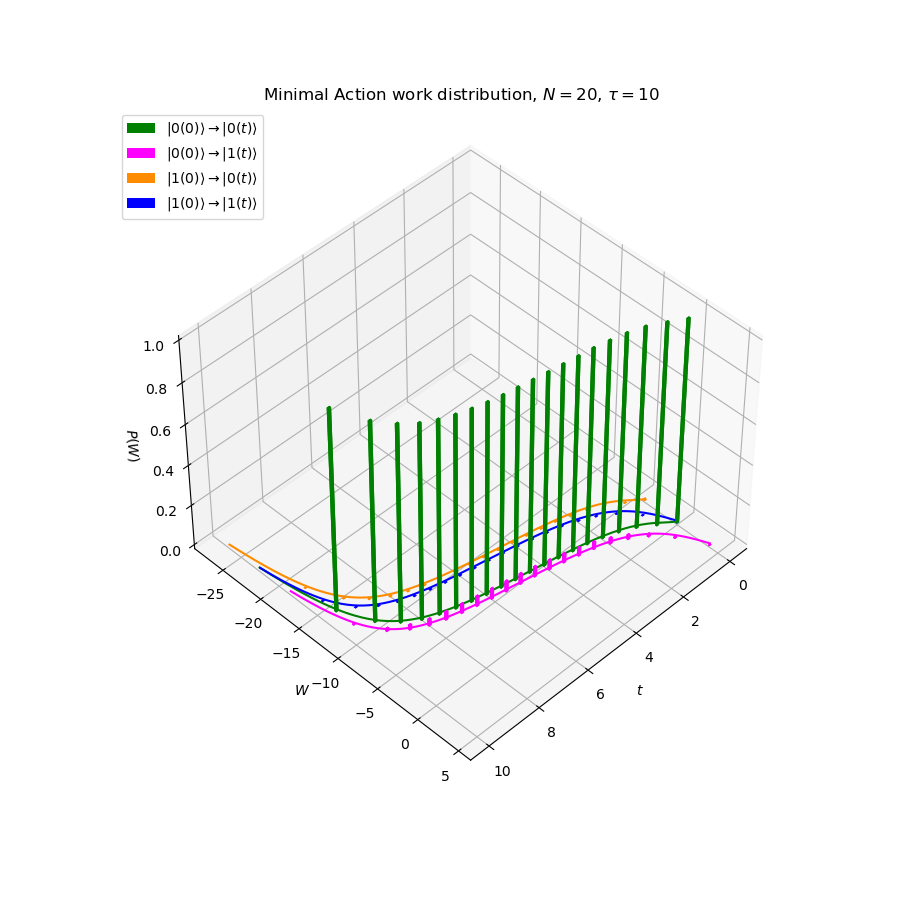 Minimal Action work distribution, N = 20, τ = 10
|0(0)⟩ → |0(t)⟩
|0(0)⟩ → |1(t)⟩
|1(0)⟩ → |0(t)⟩
|1(0)⟩ → |1(t)⟩
1.0
0.8
0.6
0.4
0.2
0.0
P(W)
−25
−20
−15
−10
−5
0
5
W
0
2
4
6
8
10
t